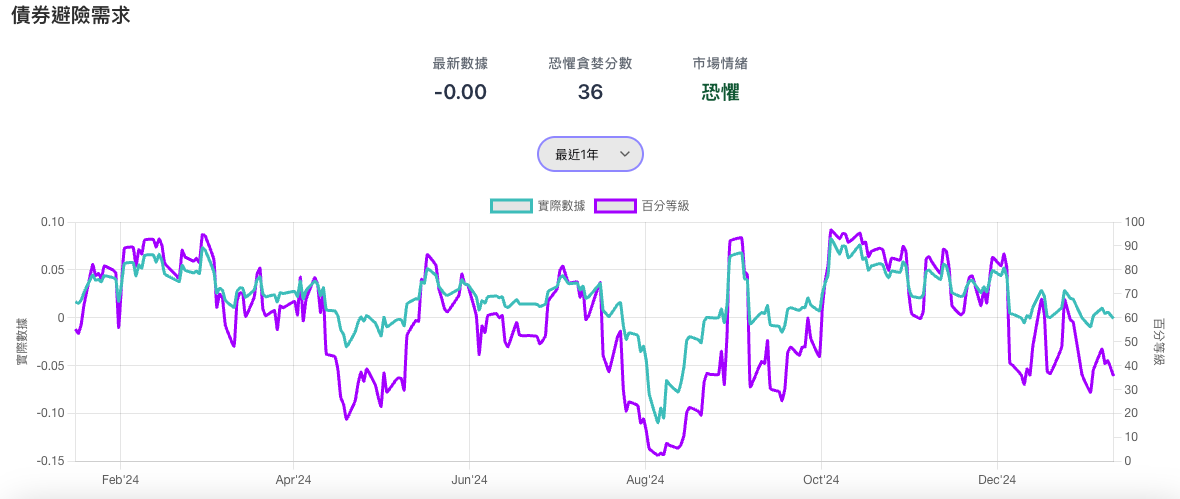 債券避險需求
最新數據 恐懼貪婪分數 市場情緒
-0.00 36 恐懼
最近1年
實際數據 百分等級
0.10 100
90
0.05 80
70
0 60
50
-0.05 40
30
-0.10 20
10
-0.15 0
實際數據
百分等級
Feb'24 Apr'24 Jun'24 Aug'24 Oct'24 Dec'24